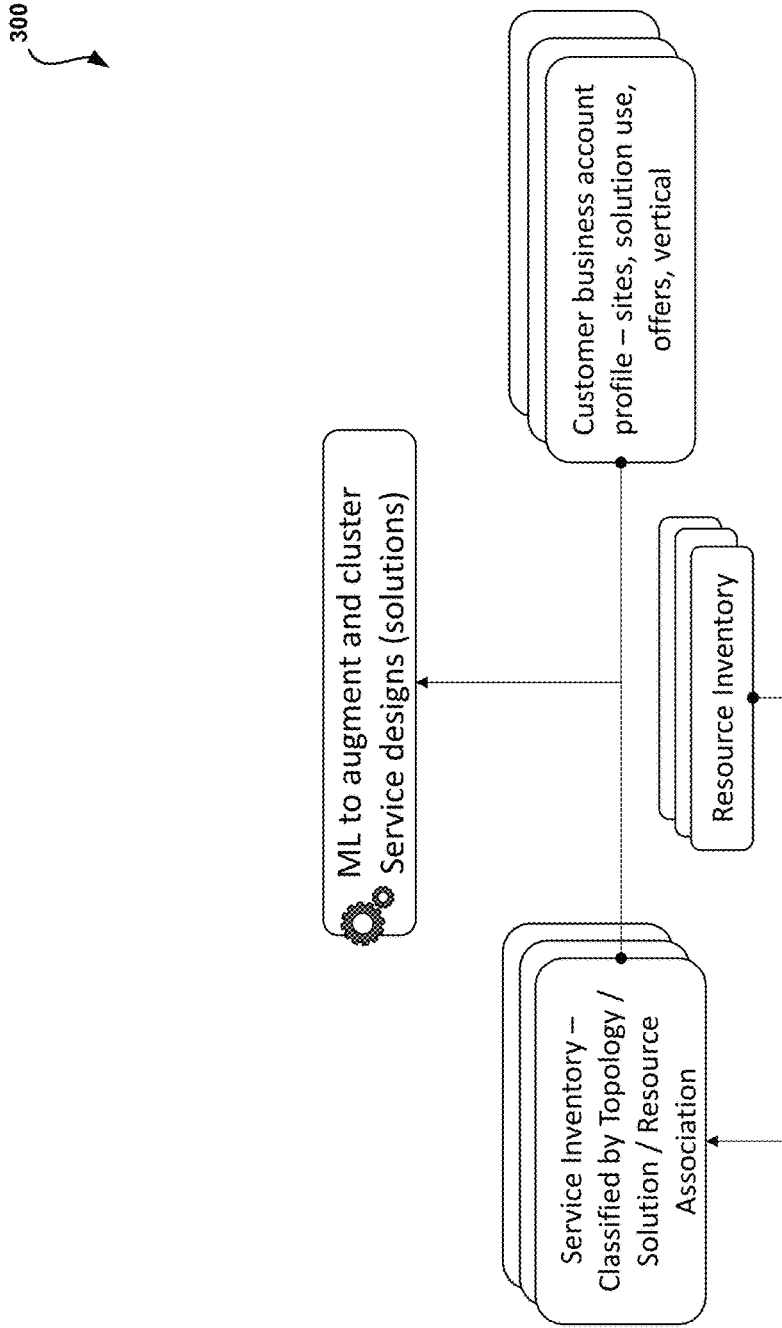 300
ML to augment and cluster
Service designs (solutions)
Service Inventory –
Classified by Topology /
Solution / Resource
Association
Resource Inventory
Customer business account
profile – sites, solution use,
offers, vertical